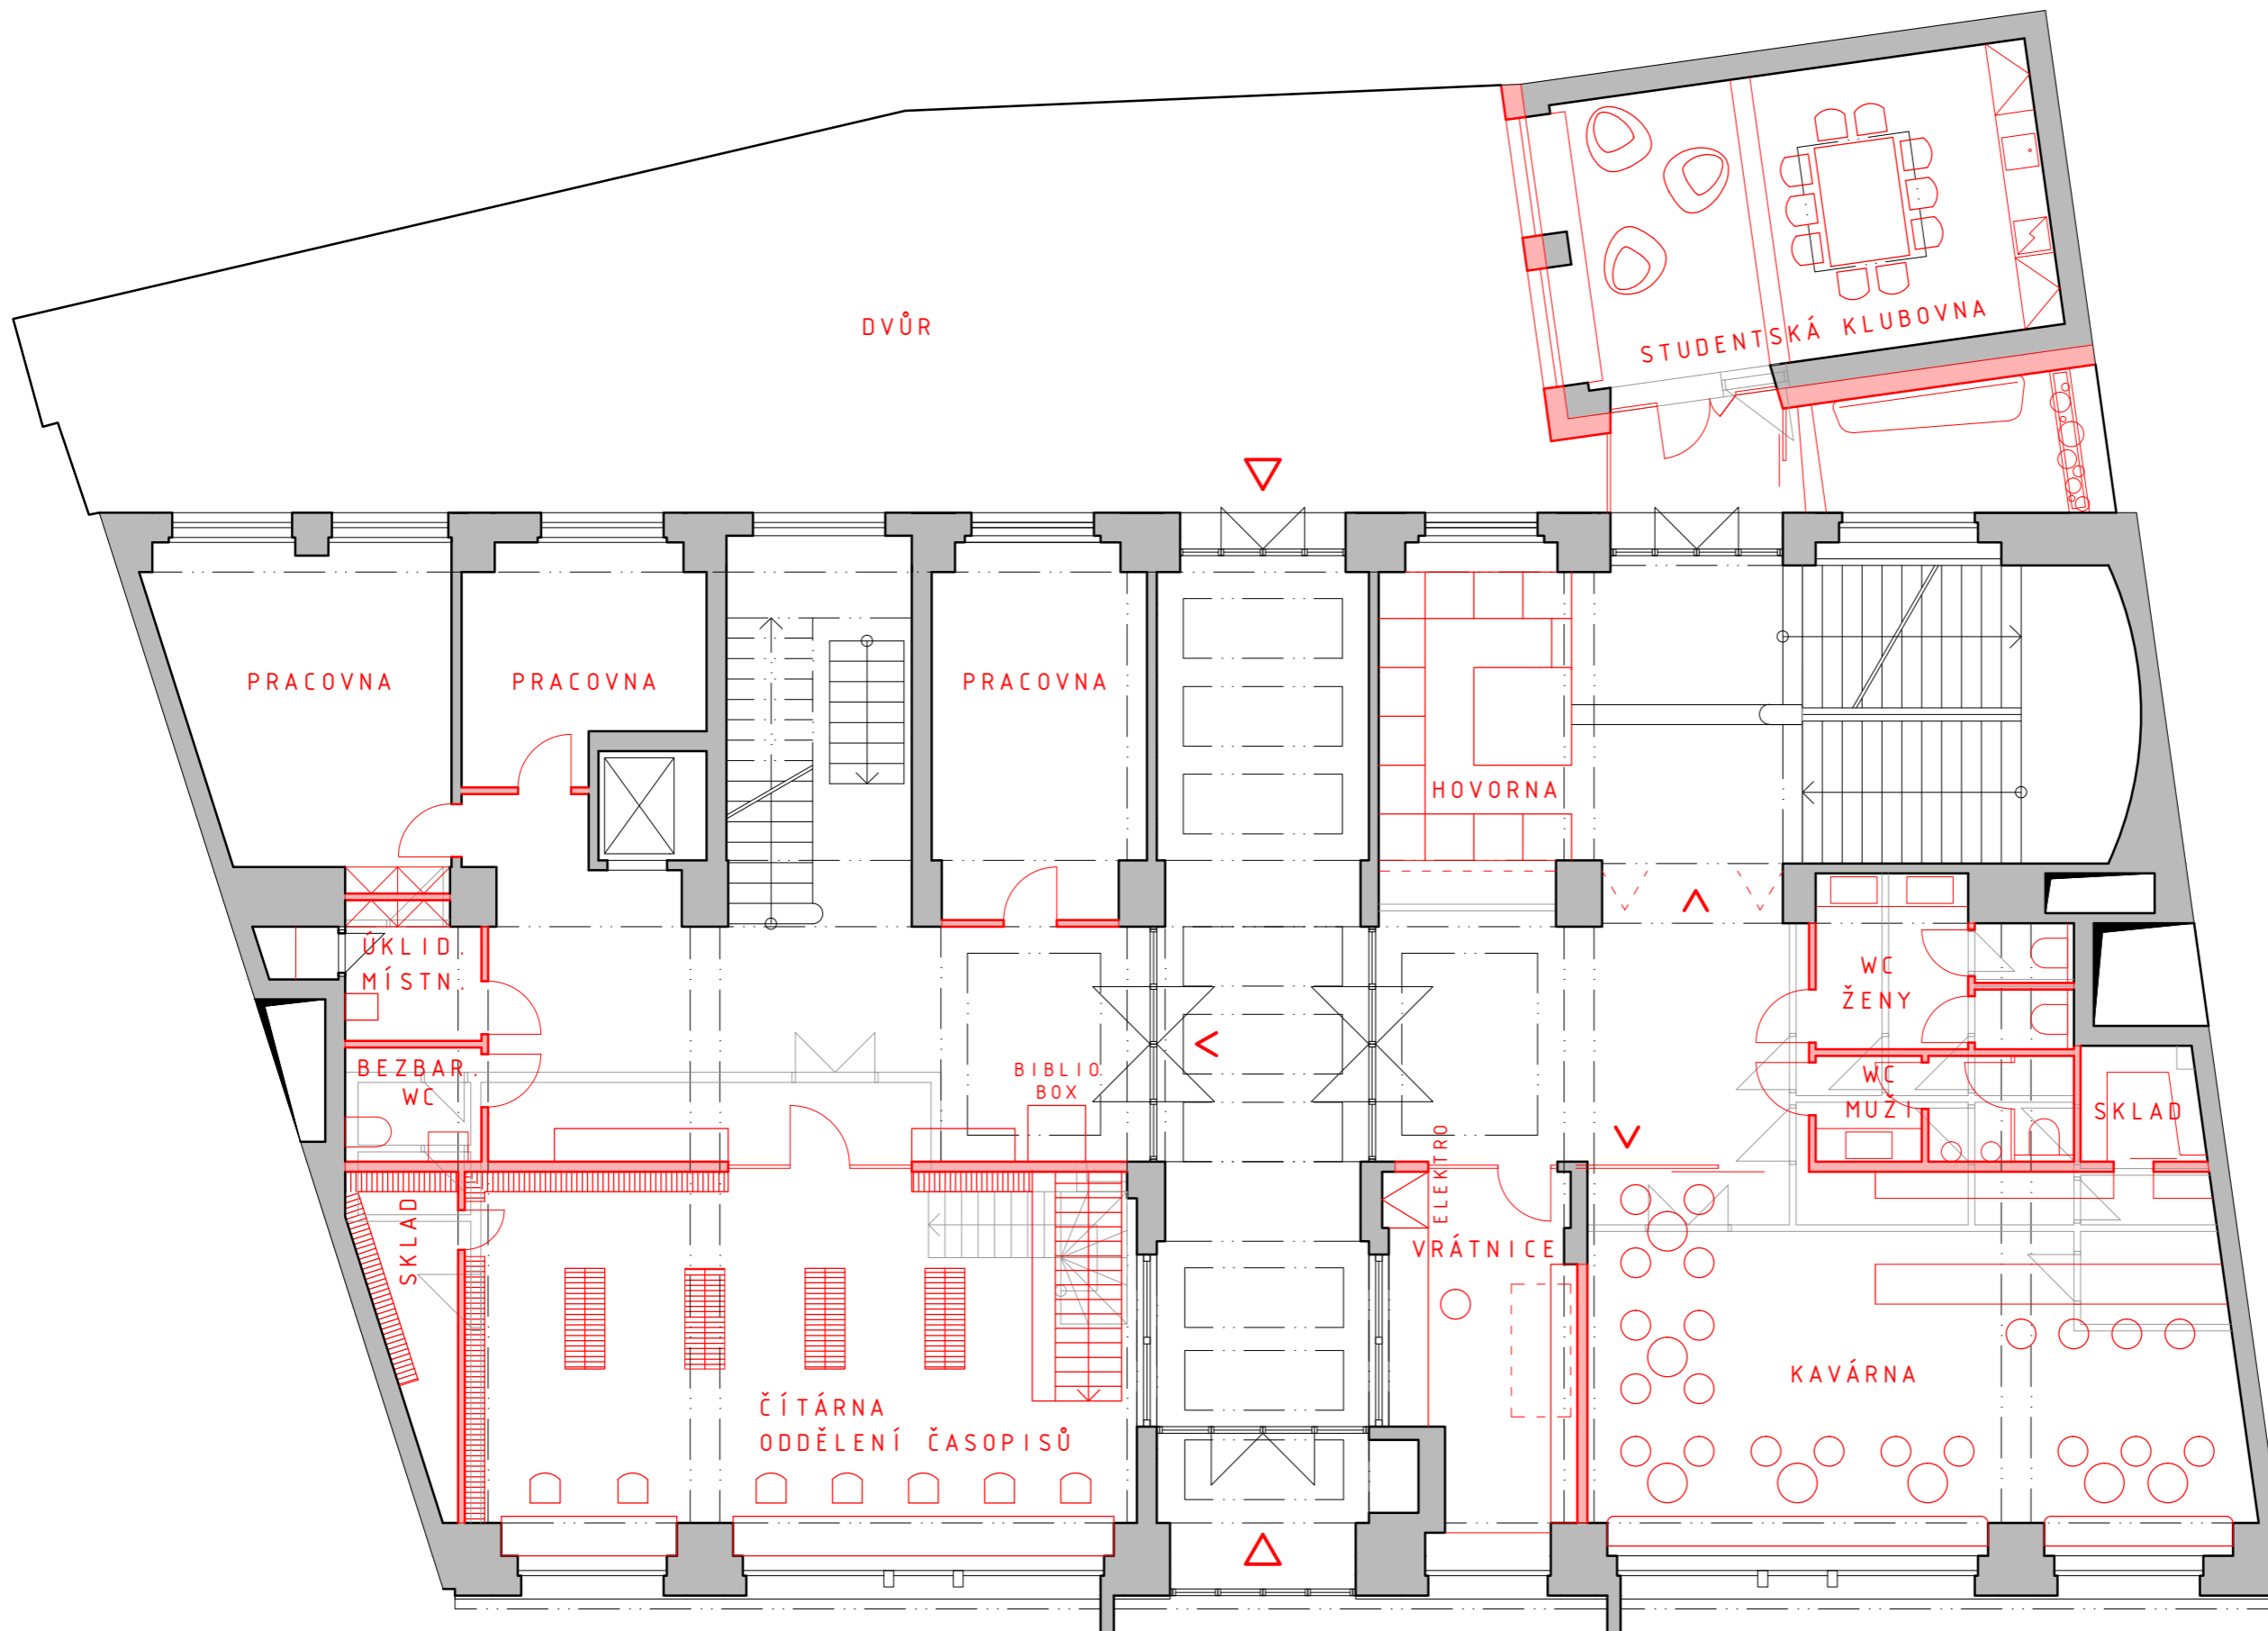 DVŮR
STUDENTSKÁ KLUBOVNA
PRACOVNA
PRACOVNA
PRACOVNA
HOVORNA
ÚKLID.
MÍSTN.
WC
ŽENY
BEZBAR.
WC
BIBLIO
BOX
WC
MUŽI
SKLAD
ELEKTRO
SKLAD
VRÁTNICE
KAVÁRNA
ČÍTÁRNA
ODDĚLENÍ ČASOPISŮ